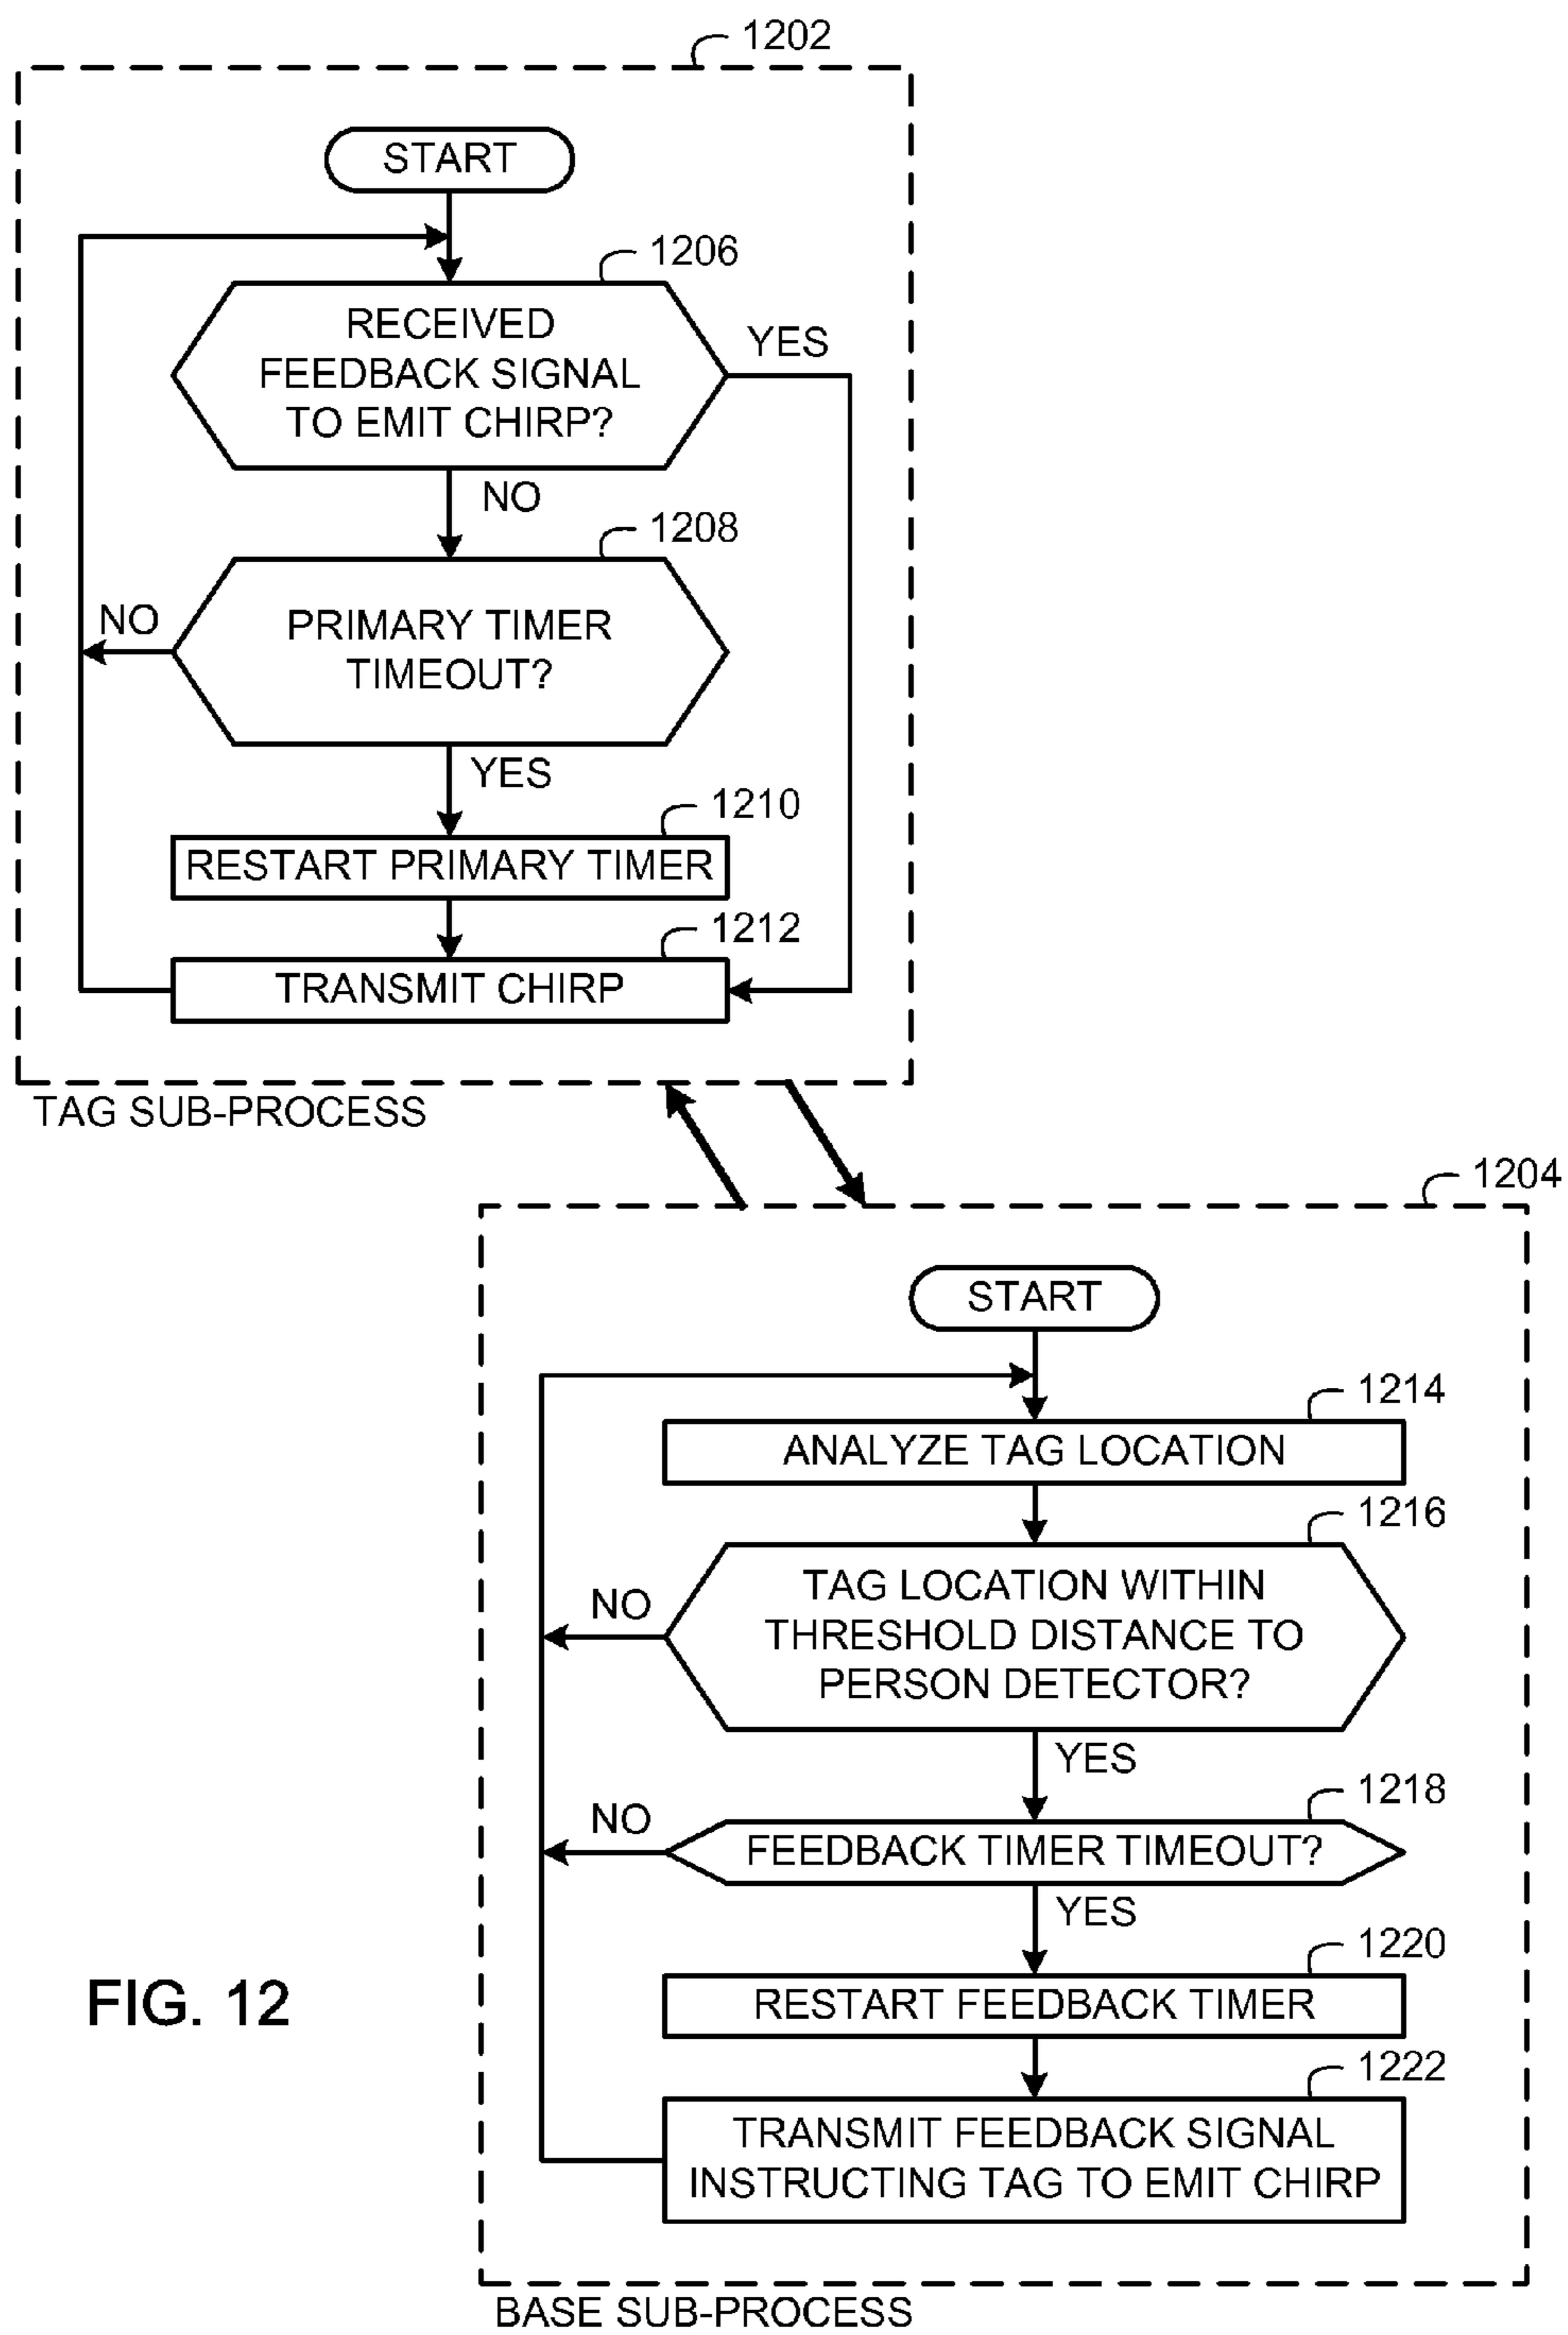 1202
START
1206
RECEIVED
FEEDBACK SIGNAL
TO EMIT CHIRP?
YES
NO
1208
PRIMARY TIMER
TIMEOUT?
NO
YES
1210
RESTART PRIMARY TIMER
1212
TRANSMIT CHIRP
TAG SUB-PROCESS
1204
START
1214
ANALYZE TAG LOCATION
1216
TAG LOCATION WITHIN
THRESHOLD DISTANCE TO
PERSON DETECTOR?
NO
YES
1218
FEEDBACK TIMER TIMEOUT?
NO
YES
1220
RESTART FEEDBACK TIMER
1222
TRANSMIT FEEDBACK SIGNAL
INSTRUCTING TAG TO EMIT CHIRP
BASE SUB-PROCESS
FIG. 12